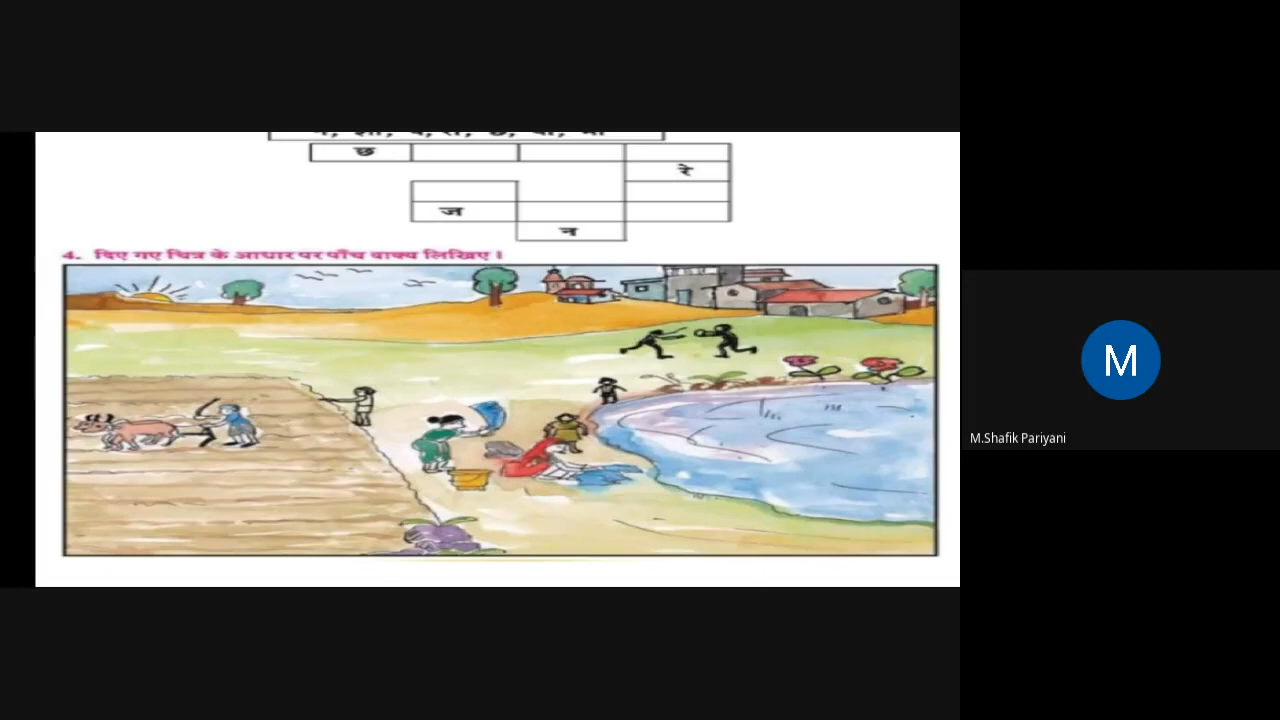 छ
रे
ज
न
4. दिए गए चित्र के आधार पर पाँच वाक्य लिखिए ।
M
M.Shafik Pariyani